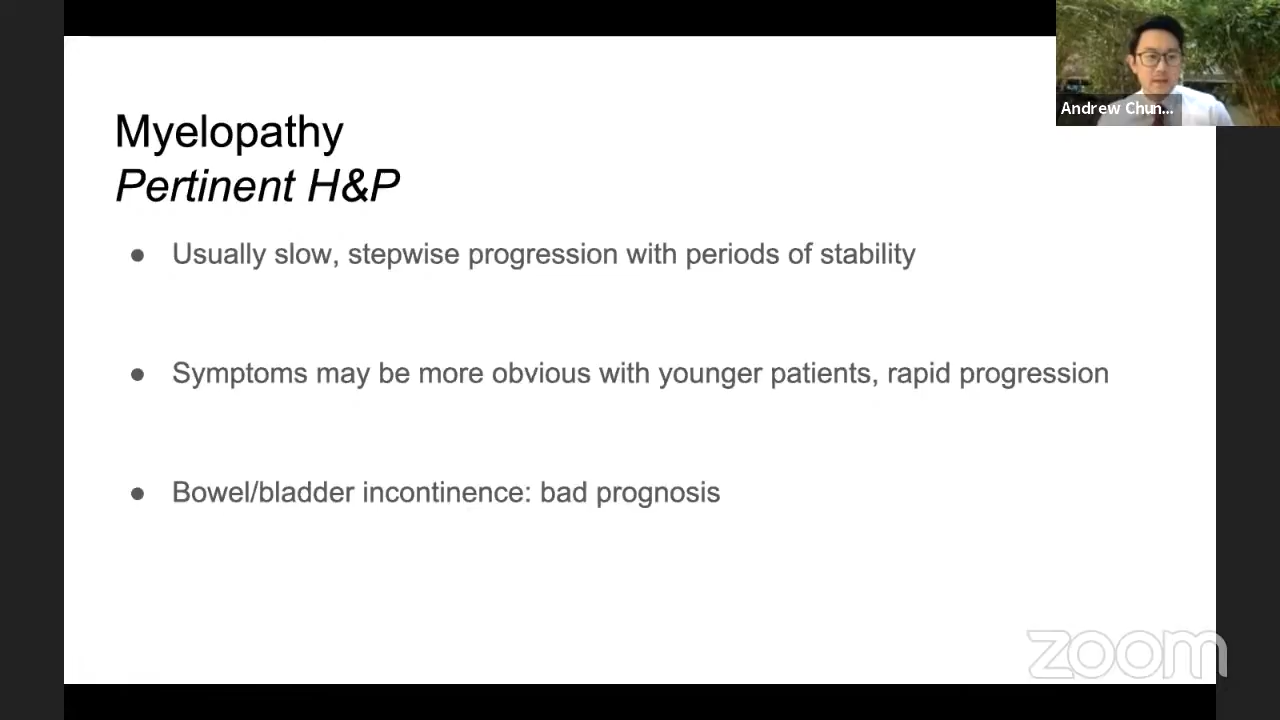 Myelopathy
Pertinent H&P
● Usually slow, stepwise progression with periods of stability
● Symptoms may be more obvious with younger patients, rapid progression
● Bowel/bladder incontinence: bad prognosis
Andrew Chun...
zoom